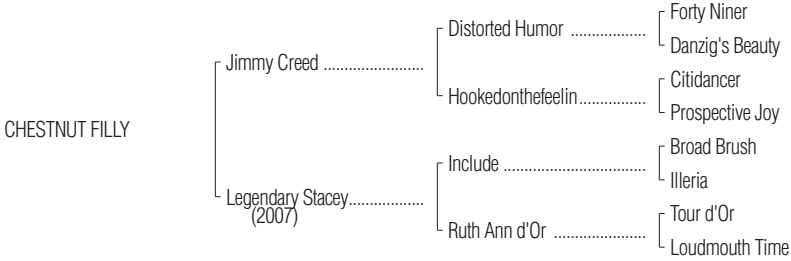 Forty Niner
Distorted Humor ..................
Danzig's Beauty
Jimmy Creed .......................
Citidancer
Hookedonthefeelin................
Prospective Joy
CHESTNUT FILLY
Broad Brush
Include ..................................
Illeria
Legendary Stacey.................
(2007)
Tour d'Or
Ruth Ann d'Or ......................
Loudmouth Time